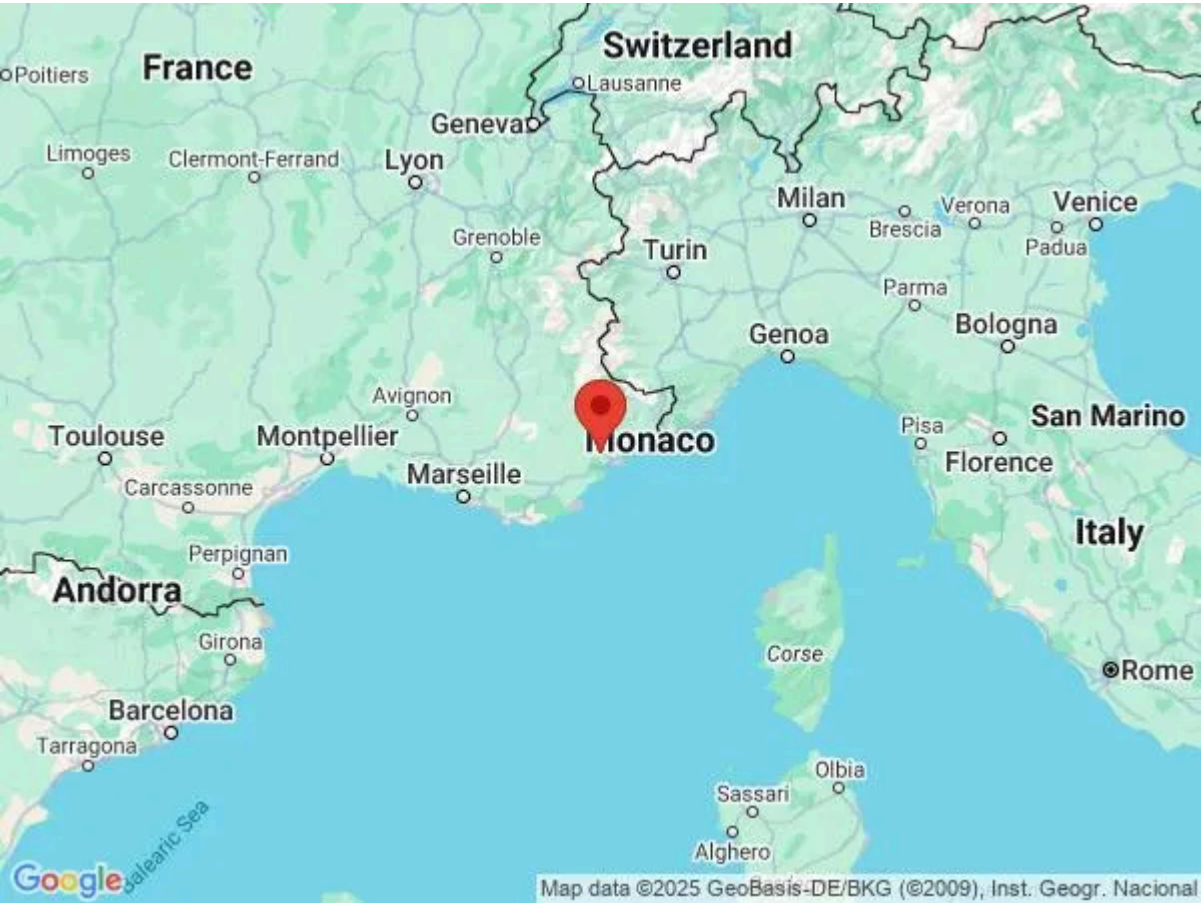 Switzerland
France
Poitiers
Lausanne
Geneva
Limoges
Clermont-Ferrand
Lyon
Milan
Verona
Venice
Brescia
Padua
Grenoble
Turin
Parma
Genoa
Bologna
Avignon
San Marino
Pisa
Toulouse
Montpellier
Monaco
Florence
Marseille
Carcassonne
Italy
Perpignan
Andorra
Girona
Corse
Rome
Barcelona
Tarragona
Olbia
Sassari
Balearic Sea
Alghero
Google
Map data ©2025 GeoBasis-DE/BKG (©2009), Inst. Geogr. Nacional